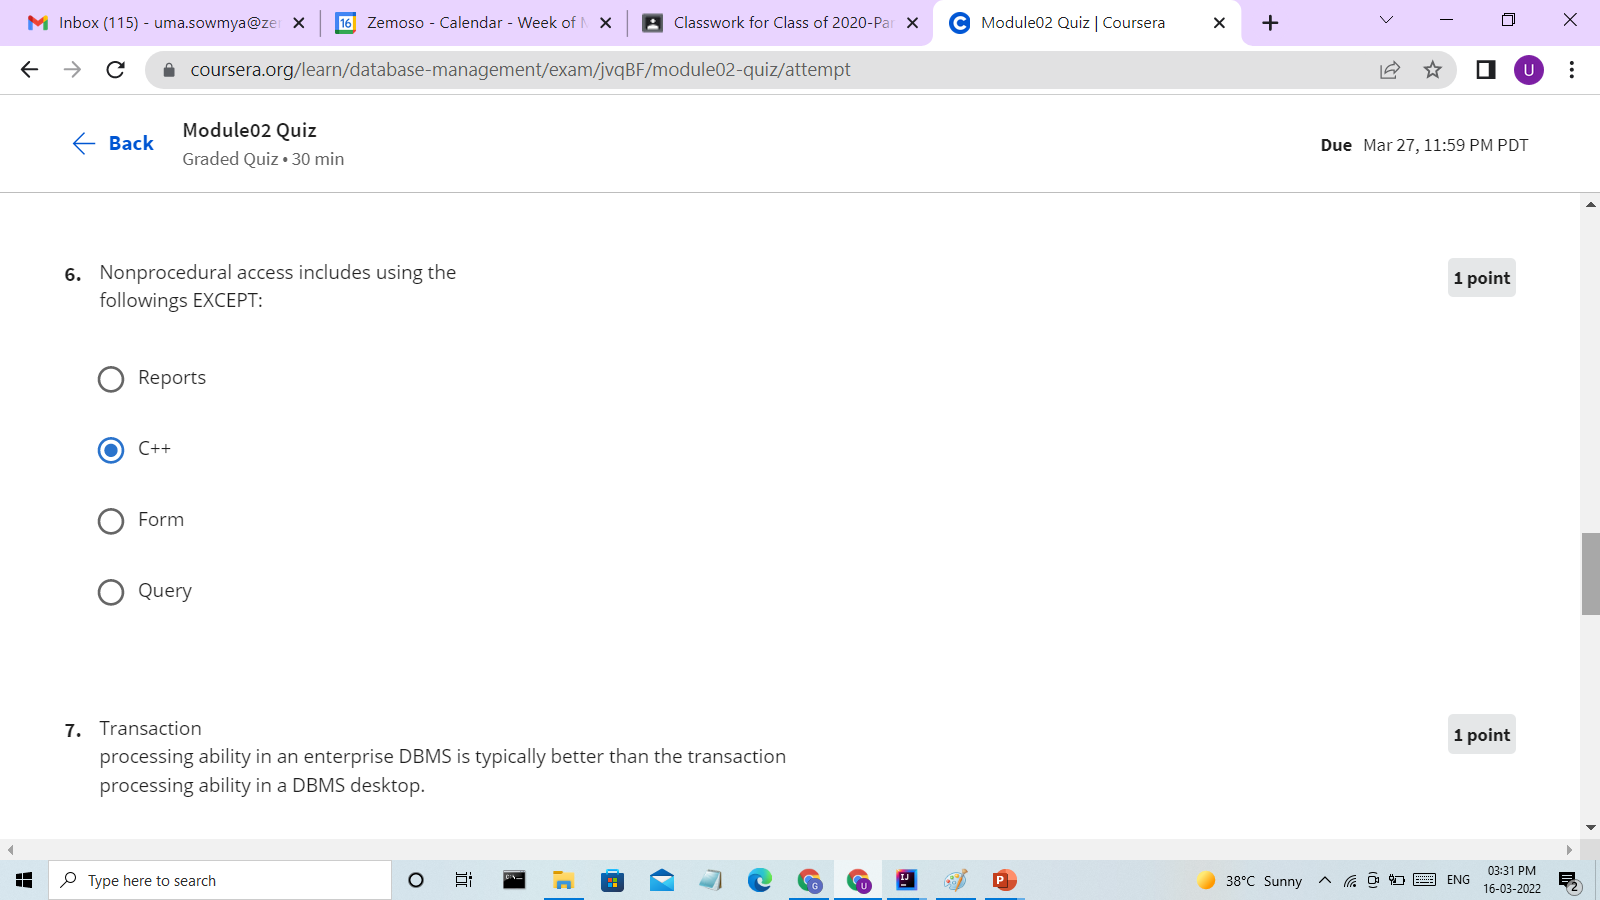 Inbox (115) - uma.sowmya@zer
16
Zemoso - Calendar - Week of M
Classwork for Class of 2020-Par
Module02 Quiz | Coursera
coursera.org/learn/database-management/exam/jvqBF/module02-quiz/attempt
U
Back
Module02 Quiz
Graded Quiz • 30 min
Due Mar 27, 11:59 PM PDT
6. Nonprocedural access includes using the
followings EXCEPT:
1 point
Reports
C++
Form
Query
7. Transaction
processing ability in an enterprise DBMS is typically better than the transaction
processing ability in a DBMS desktop.
1 point
Type here to search
38°C Sunny
ENG
03:31 PM
16-03-2022
2